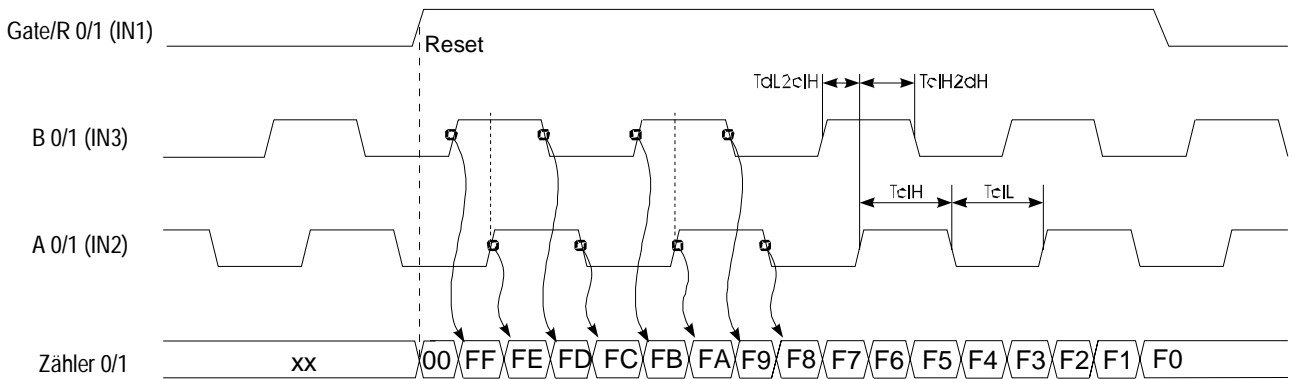 Gate/R 0/1 (IN1)
Reset
TdL2clH TclH2dH
B 0/1 (IN3)
TclH TclL
A 0/1 (IN2)
Zähler 0/1 xx 00 FF FE FD FC FB FA F9 F8 F7 F6 F5 F4 F3 F2 F1 F0